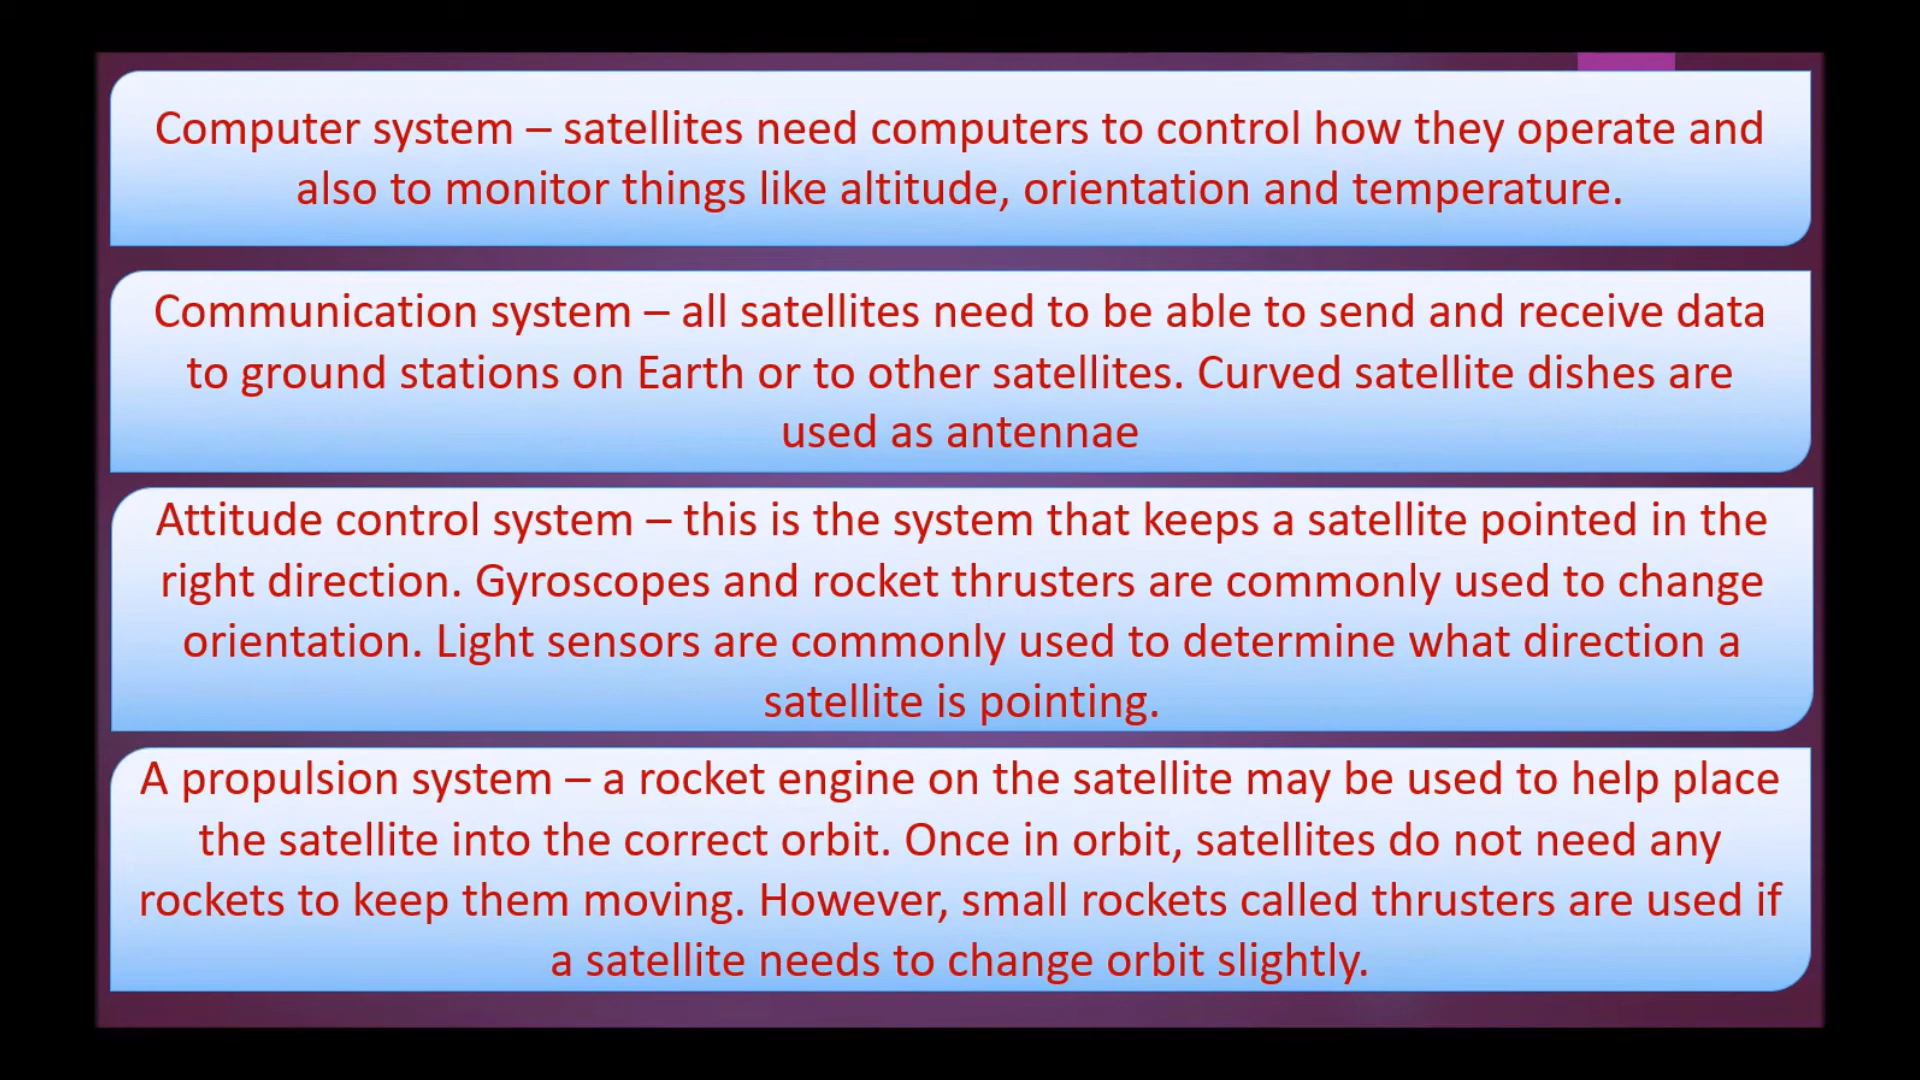 Computer system – satellites need computers to control how they operate and
also to monitor things like altitude, orientation and temperature.
Communication system – all satellites need to be able to send and receive data
to ground stations on Earth or to other satellites. Curved satellite dishes are
used as antennae
Attitude control system – this is the system that keeps a satellite pointed in the
right direction. Gyroscopes and rocket thrusters are commonly used to change
orientation. Light sensors are commonly used to determine what direction a
satellite is pointing.
A propulsion system – a rocket engine on the satellite may be used to help place
the satellite into the correct orbit. Once in orbit, satellites do not need any
rockets to keep them moving. However, small rockets called thrusters are used if
a satellite needs to change orbit slightly.